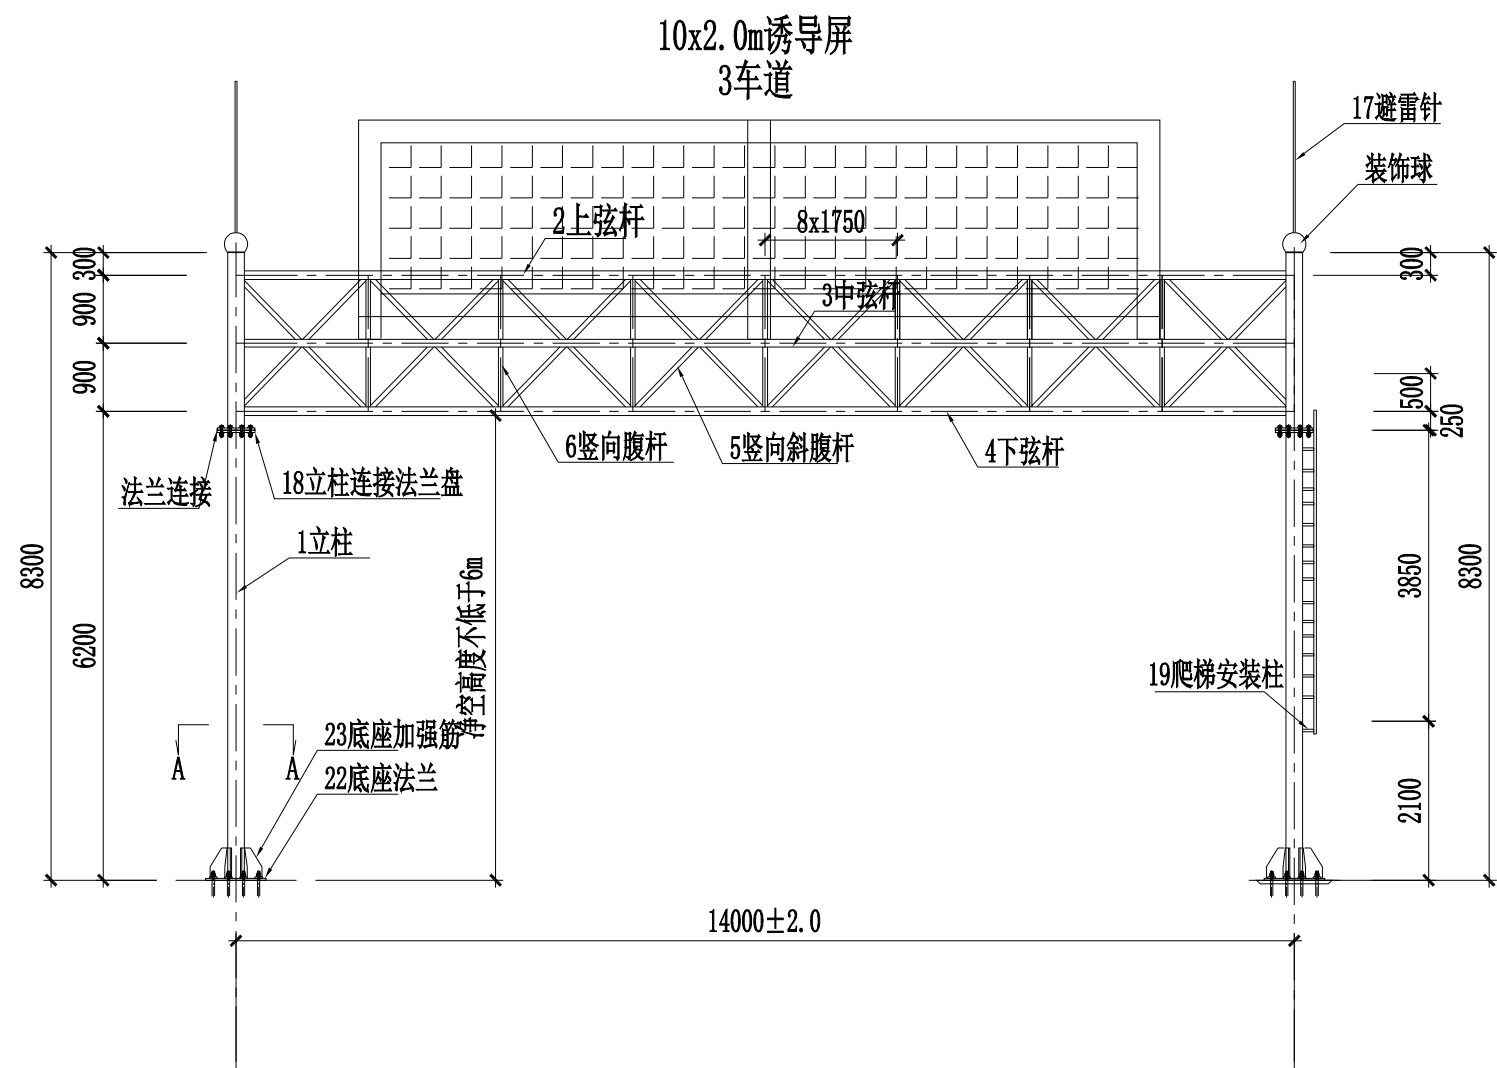 10x2.0m诱导屏
3车道
17避雷针
装饰球
2上弦杆
8x1750
3中弦杆
300
900
900
8300
6200
300
500
250
3850
8300
2100
6竖向腹杆
5竖向斜腹杆
4下弦杆
法兰连接
18立柱连接法兰盘
1立柱
净空高度不低于6m
19爬梯安装柱
23底座加强筋
22底座法兰
A
A
14000±2.0